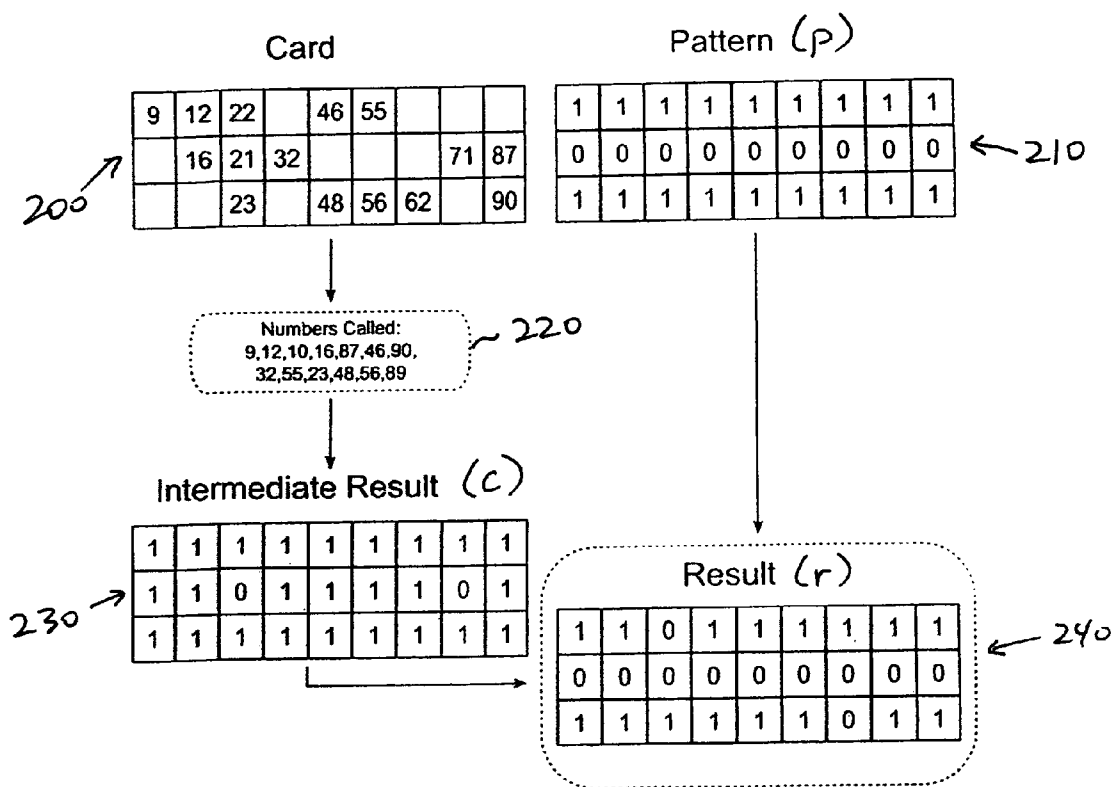 Card
Pattern (p)
9 12 22 46 55
16 21 32 71 87
23 48 56 62 90
200
1 1 1 1 1 1 1 1 1
0 0 0 0 0 0 0 0 0
1 1 1 1 1 1 1 1 1
210
Numbers Called:
9,12,10,16,87,46,90,
32,55,23,48,56,89
220
Intermediate Result (c)
1 1 1 1 1 1 1 1 1
1 1 0 1 1 1 1 0 1
1 1 1 1 1 1 1 1 1
230
Result (r)
1 1 0 1 1 1 1 1 1
0 0 0 0 0 0 0 0 0
1 1 1 1 1 1 0 1 1
240